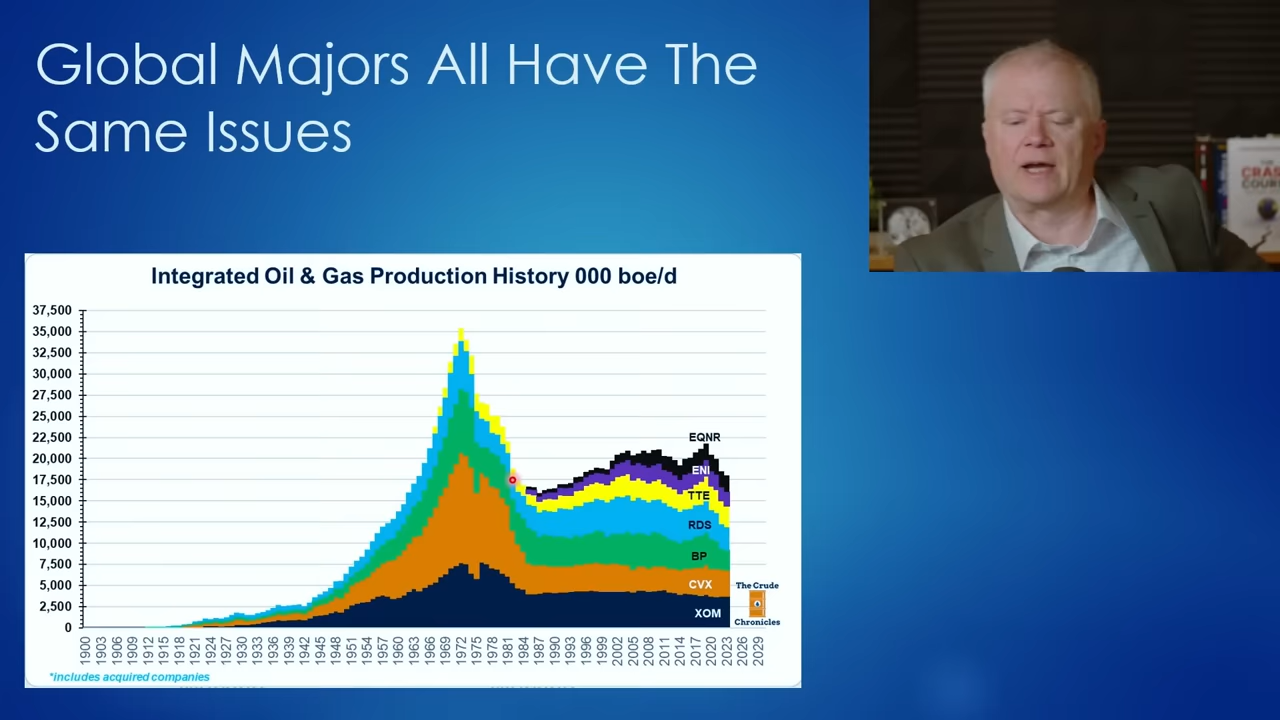 Global Majors All Have The
Same Issues
THE
CRAS
COUR
Integrated Oil & Gas Production History 000 boe/d
37,500
35,000
32,500
30,000
27,500
25,000
22,500
20,000
17,500
15,000
12,500
10,000
7,500
5,000
2,500
0
EQNR
ENI
TTE
RDS
BP
CVX
XOM
The Crude
Chronicles
1900 1903 1906 1909 1912 1915 1918 1921 1924 1927 1930 1933 1936 1939 1942 1945 1948 1951 1954 1957 1960 1963 1966 1969 1972 1975 1978 1981 1984 1987 1990 1993 1996 1999 2002 2005 2008 2011 2014 2017 2020 2023 2026 2029
*includes acquired companies